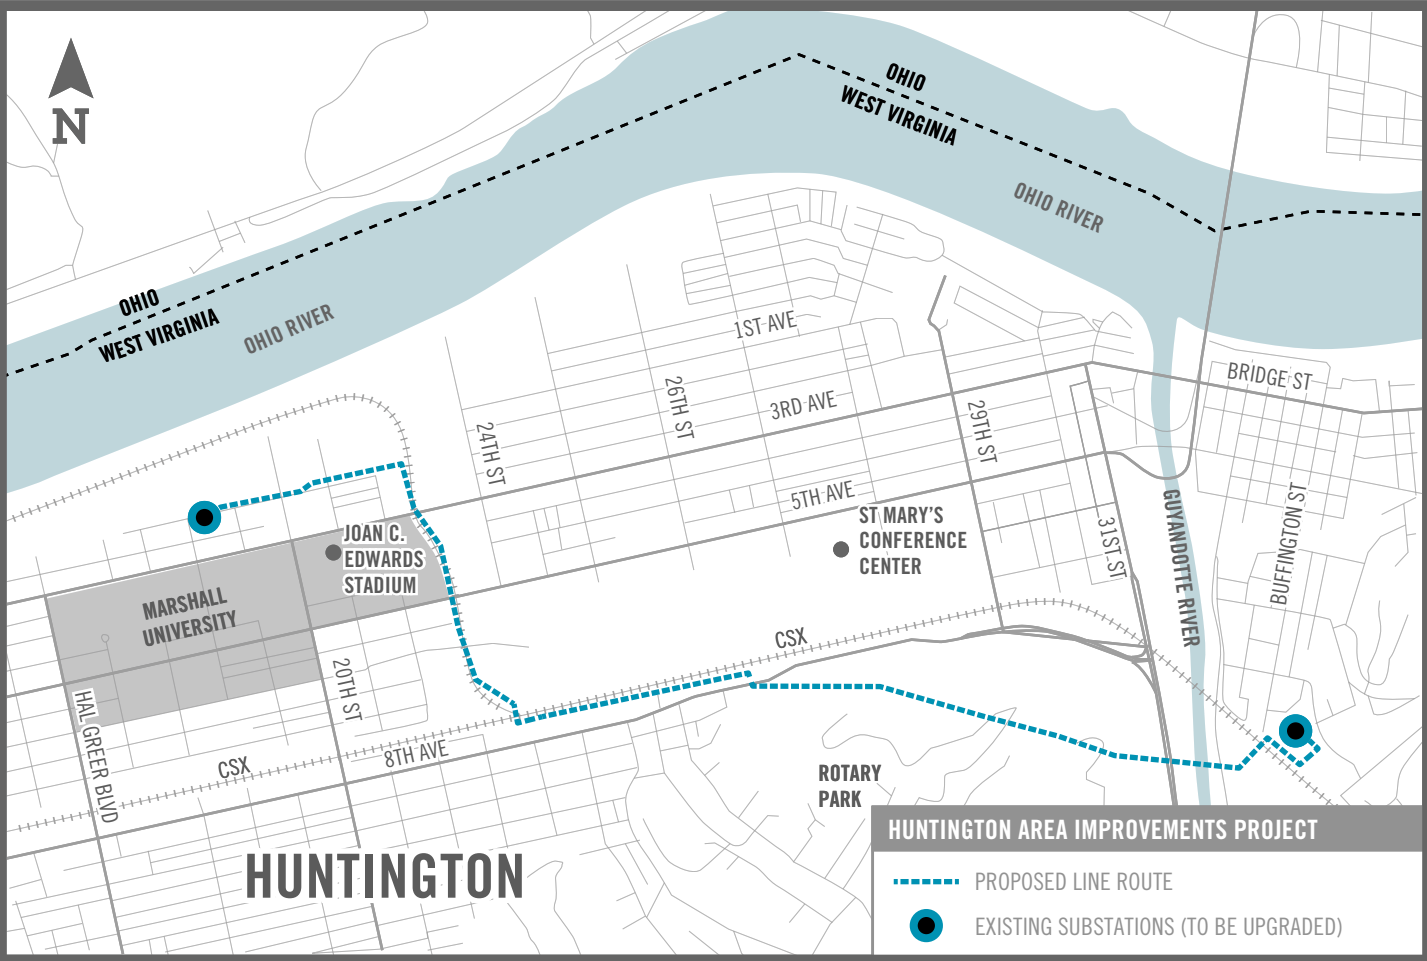 N
OHIO
WEST VIRGINIA
OHIO RIVER
OHIO
WEST VIRGINIA
OHIO RIVER
1ST AVE
BRIDGE ST
26TH ST
3RD AVE
29TH ST
24TH ST
5TH AVE
ST MARY'S
CONFERENCE
CENTER
GUYANDOTTE RIVER
BUFFINGTON ST
31ST ST
JOAN C.
EDWARDS
STADIUM
MARSHALL
UNIVERSITY
CSX
20TH ST
HAL GREER BLVD
CSX
8TH AVE
ROTARY
PARK
HUNTINGTON
HUNTINGTON AREA IMPROVEMENTS PROJECT
PROPOSED LINE ROUTE
EXISTING SUBSTATIONS (TO BE UPGRADED)